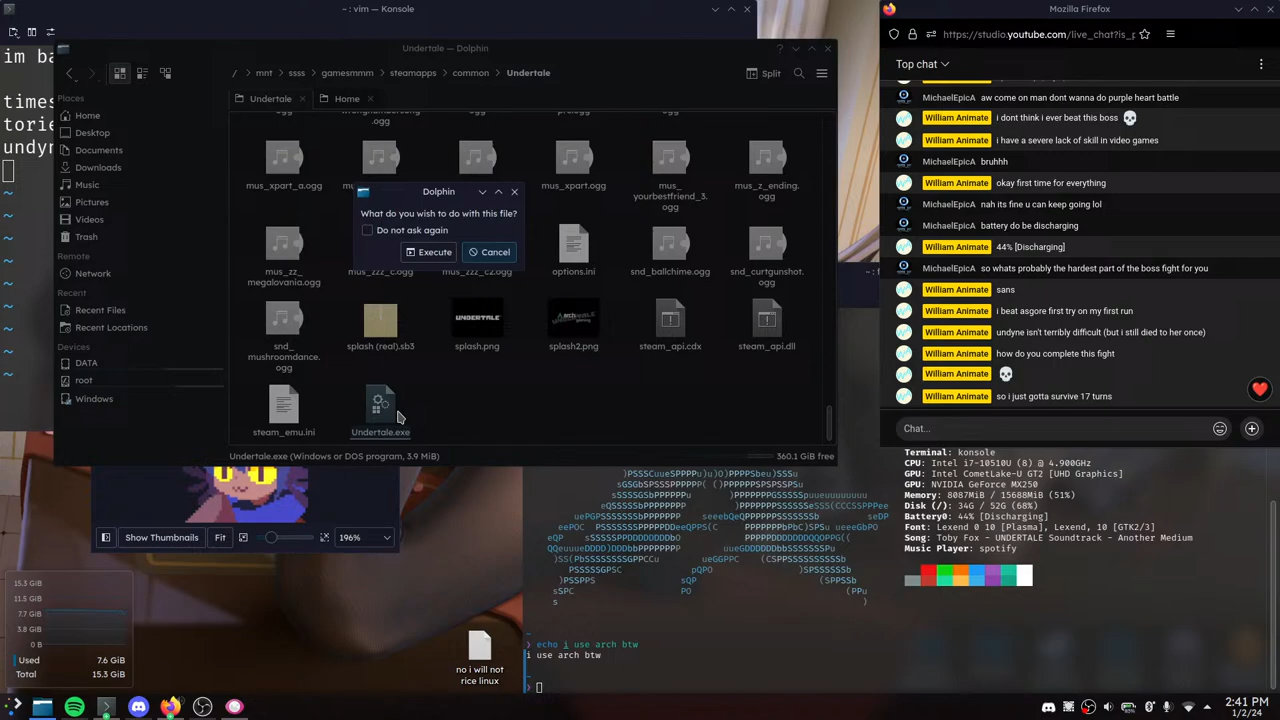 ~ : vim — Konsole
im ba
times
tories
undyn
~
~
~
~
~
~
~
~
Undertale — Dolphin
/ > mnt > ssss > gamesmmm > steamapps > common > Undertale
Split
Places
Home
Desktop
Documents
Downloads
Music
Pictures
Videos
Trash
Remote
Network
Recent
Recent Files
Recent Locations
Devices
DATA
root
Windows
Undertale
Home
ogg
prol.ogg
ogg
mus_xpart_a.ogg
mus_xpart.ogg
mus_
yourbestfriend_3.
ogg
mus_z_ending.
ogg
mus_zz_
megalovania.ogg
mus_zzz_c.ogg
mus_zzz_c2.ogg
options.ini
snd_ballchime.ogg
snd_curtgunshot.
ogg
snd_
mushroomdance.
ogg
splash (real).sb3
UNDERTALE
splash.png
splash2.png
steam_api.cdx
steam_api.dll
steam_emu.ini
Undertale.exe
Undertale.exe (Windows or DOS program, 3.9 MiB)
360.1 GiB free
Dolphin
What do you wish to do with this file?
Do not ask again
Execute
Cancel
Show Thumbnails
Fit
196%
15.3 GiB
11.5 GiB
7.7 GiB
3.8 GiB
0 B
Used 7.6 GiB
Total 15.3 GiB
no i will not
rice linux
Mozilla Firefox
https://studio.youtube.com/live_chat?is_p
Top chat
MichaelEpicA aw come on man dont wanna do purple heart battle
William Animate i dont think i ever beat this boss 💀
William Animate i have a severe lack of skill in video games
MichaelEpicA bruhhh
William Animate okay first time for everything
MichaelEpicA nah its fine u can keep going lol
MichaelEpicA battery do be discharging
William Animate 44% [Discharging]
MichaelEpicA so whats probably the hardest part of the boss fight for you
William Animate sans
William Animate i beat asgore first try on my first run
William Animate undyne isn't terribly difficult (but i still died to her once)
William Animate how do you complete this fight
William Animate 💀
William Animate so i just gotta survive 17 turns
Chat...
Terminal: konsole
CPU: Intel i7-10510U (8) @ 4.900GHz
GPU: Intel CometLake-U GT2 [UHD Graphics]
GPU: NVIDIA GeForce MX250
Memory: 8087MiB / 15688MiB (51%)
Disk (/): 34G / 52G (68%)
Battery0: 44% [Discharging]
Font: Lexend 0 10 [Plasma], Lexend, 10 [GTK2/3]
Song: Toby Fox - UNDERTALE Soundtrack - Another Medium
Music Player: spotify
~
❯ echo i use arch btw
i use arch btw
~
❯
2:41 PM
1/2/24